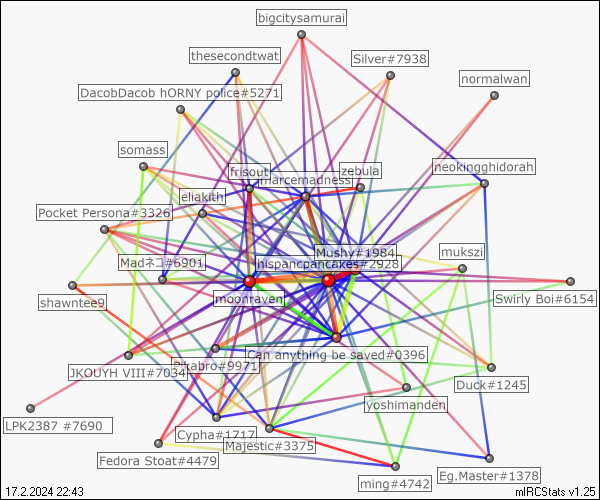 bigcitysamurai
thesecondtwat
Silver#7938
normalwan
DacobDacob hORNY police#5271
somass
frisout
marcemadness
zebula
neokingghidorah
eliakith
Pocket Persona#3326
Mushy#1984
mukszi
Madネコ#6901
hispancpancakes#2928
shawntee9
moonraven
Swirly Boi#6154
Can anything be saved#0396
JKOUYH VIII#7034
#9971
Duck#1245
yoshimanden
LPK2387 #7690
Cypha#1717
Majestic#3375
Fedora Stoat#4479
ming#4742
Eg.Master#1378
17.2.2024 22:43
mIRCStats v1.25